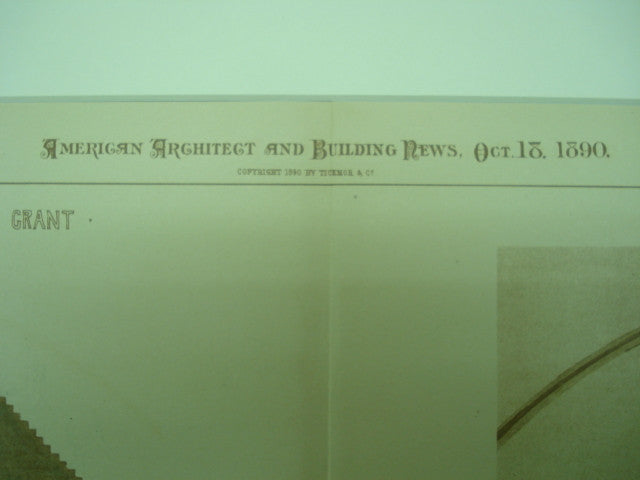 American Architect and Building News, Oct. 18, 1890.
COPYRIGHT 1890 BY TICKNOR & Co
GRANT